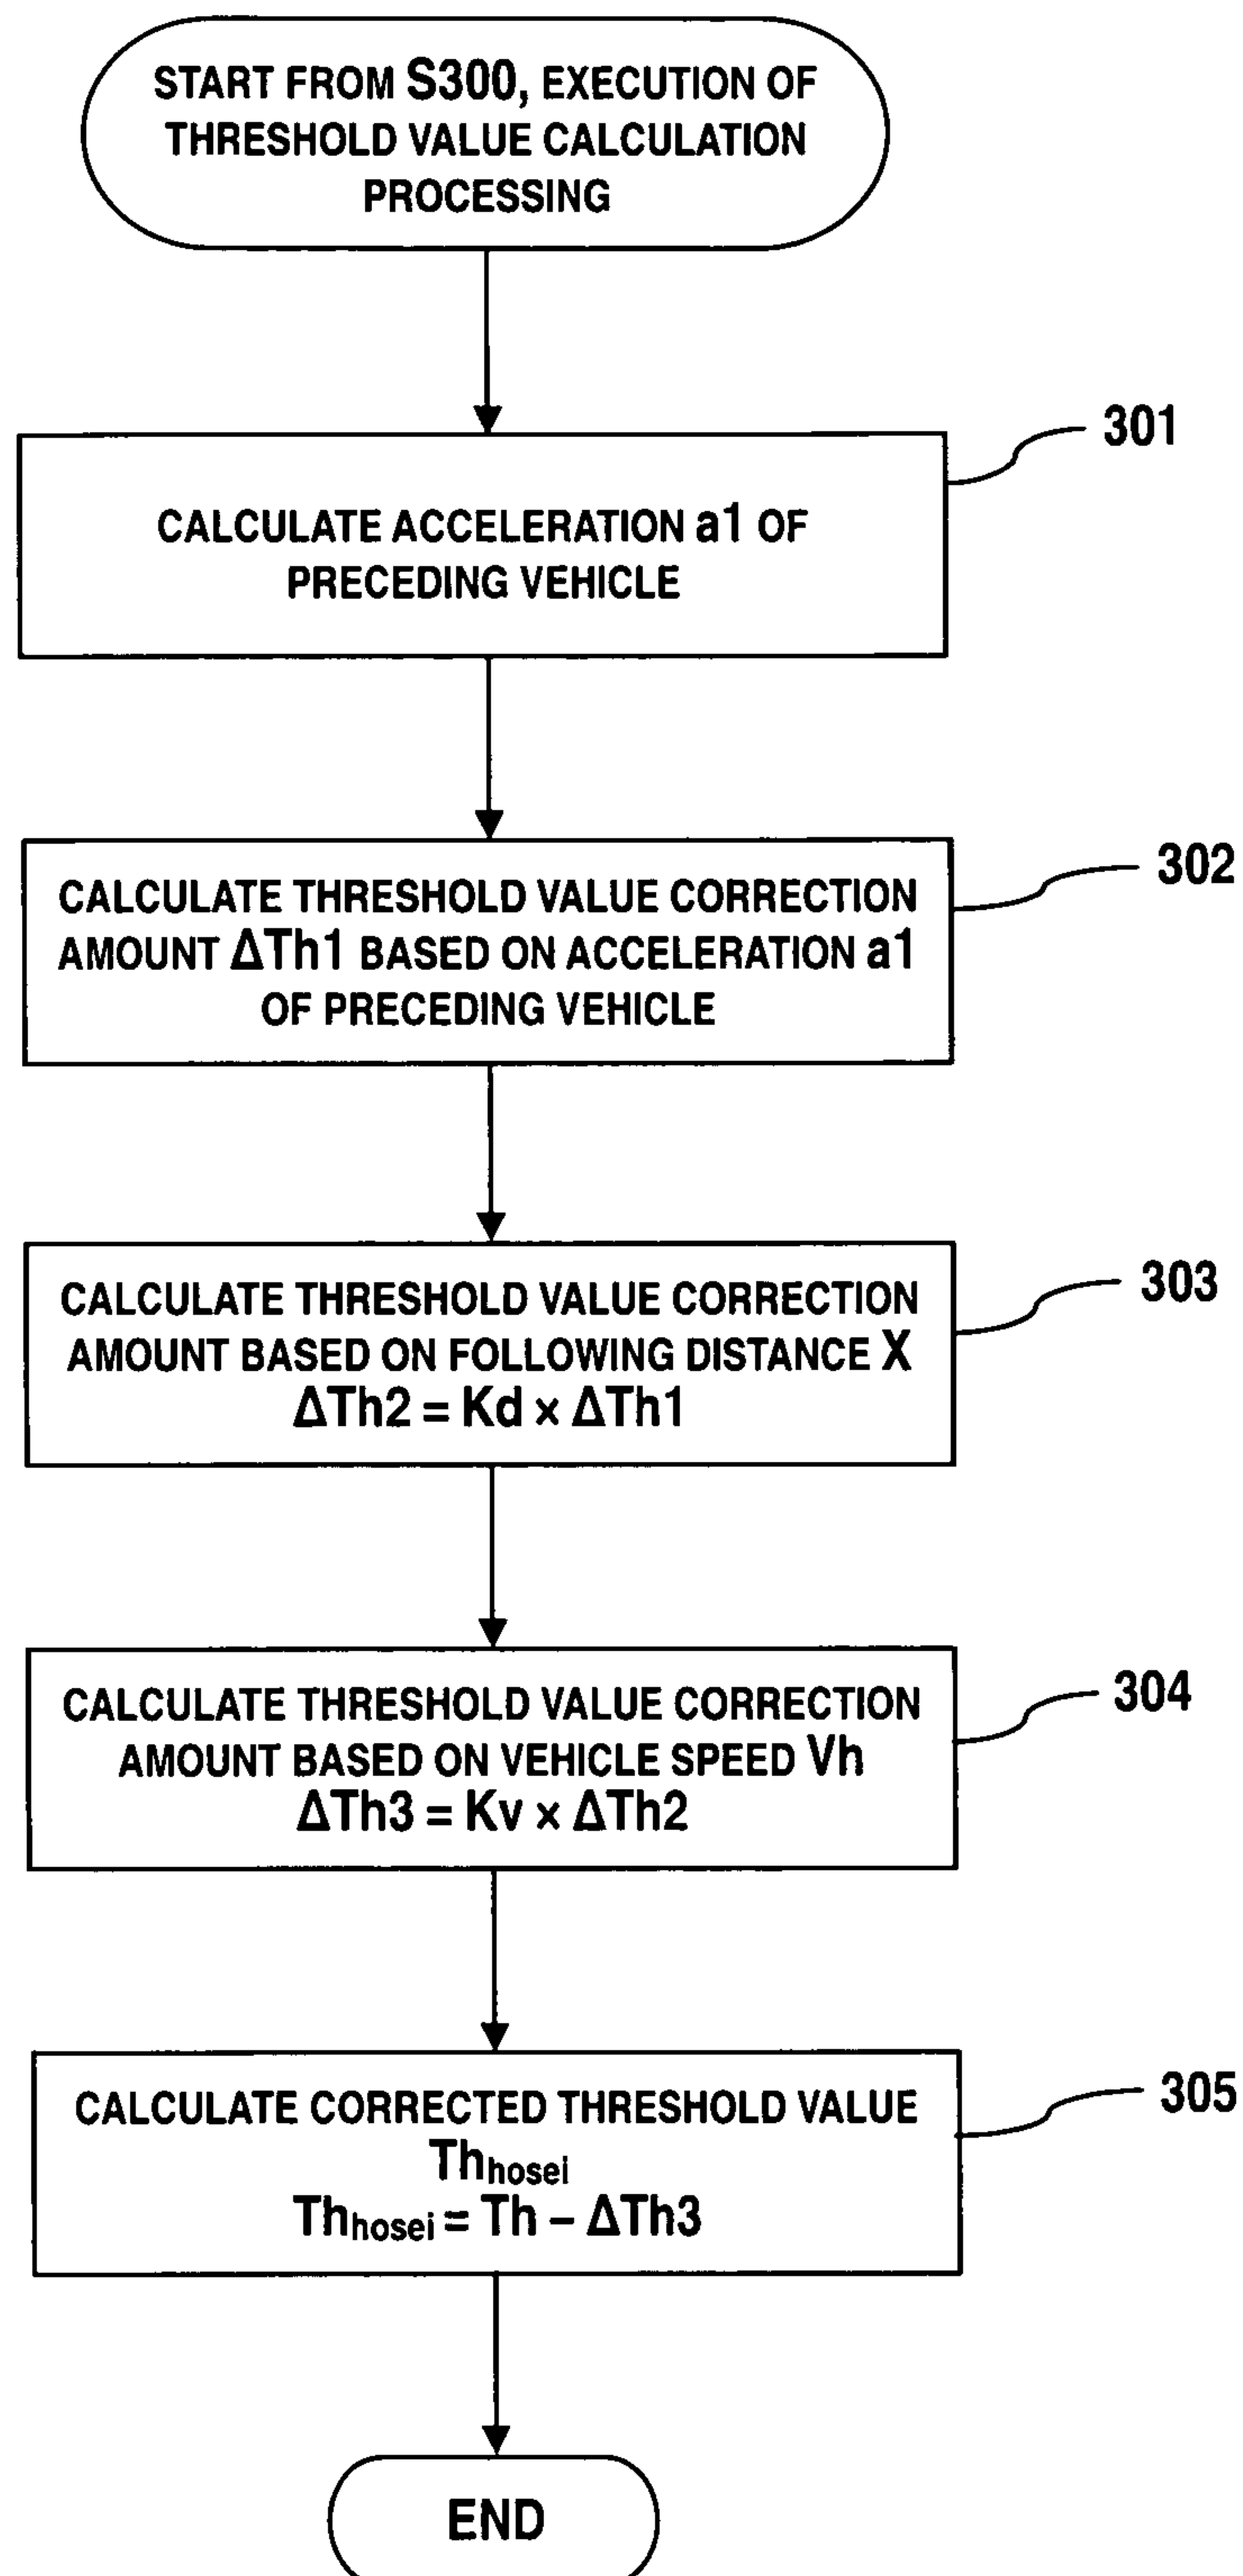 START FROM S300, EXECUTION OF
THRESHOLD VALUE CALCULATION
PROCESSING
301
CALCULATE ACCELERATION a1 OF
PRECEDING VEHICLE
302
CALCULATE THRESHOLD VALUE CORRECTION
AMOUNT ΔTh1 BASED ON ACCELERATION a1
OF PRECEDING VEHICLE
303
CALCULATE THRESHOLD VALUE CORRECTION
AMOUNT BASED ON FOLLOWING DISTANCE X
ΔTh2 = Kd × ΔTh1
304
CALCULATE THRESHOLD VALUE CORRECTION
AMOUNT BASED ON VEHICLE SPEED Vh
ΔTh3 = Kv × ΔTh2
305
CALCULATE CORRECTED THRESHOLD VALUE
Thhosei
Thhosei = Th – ΔTh3
END